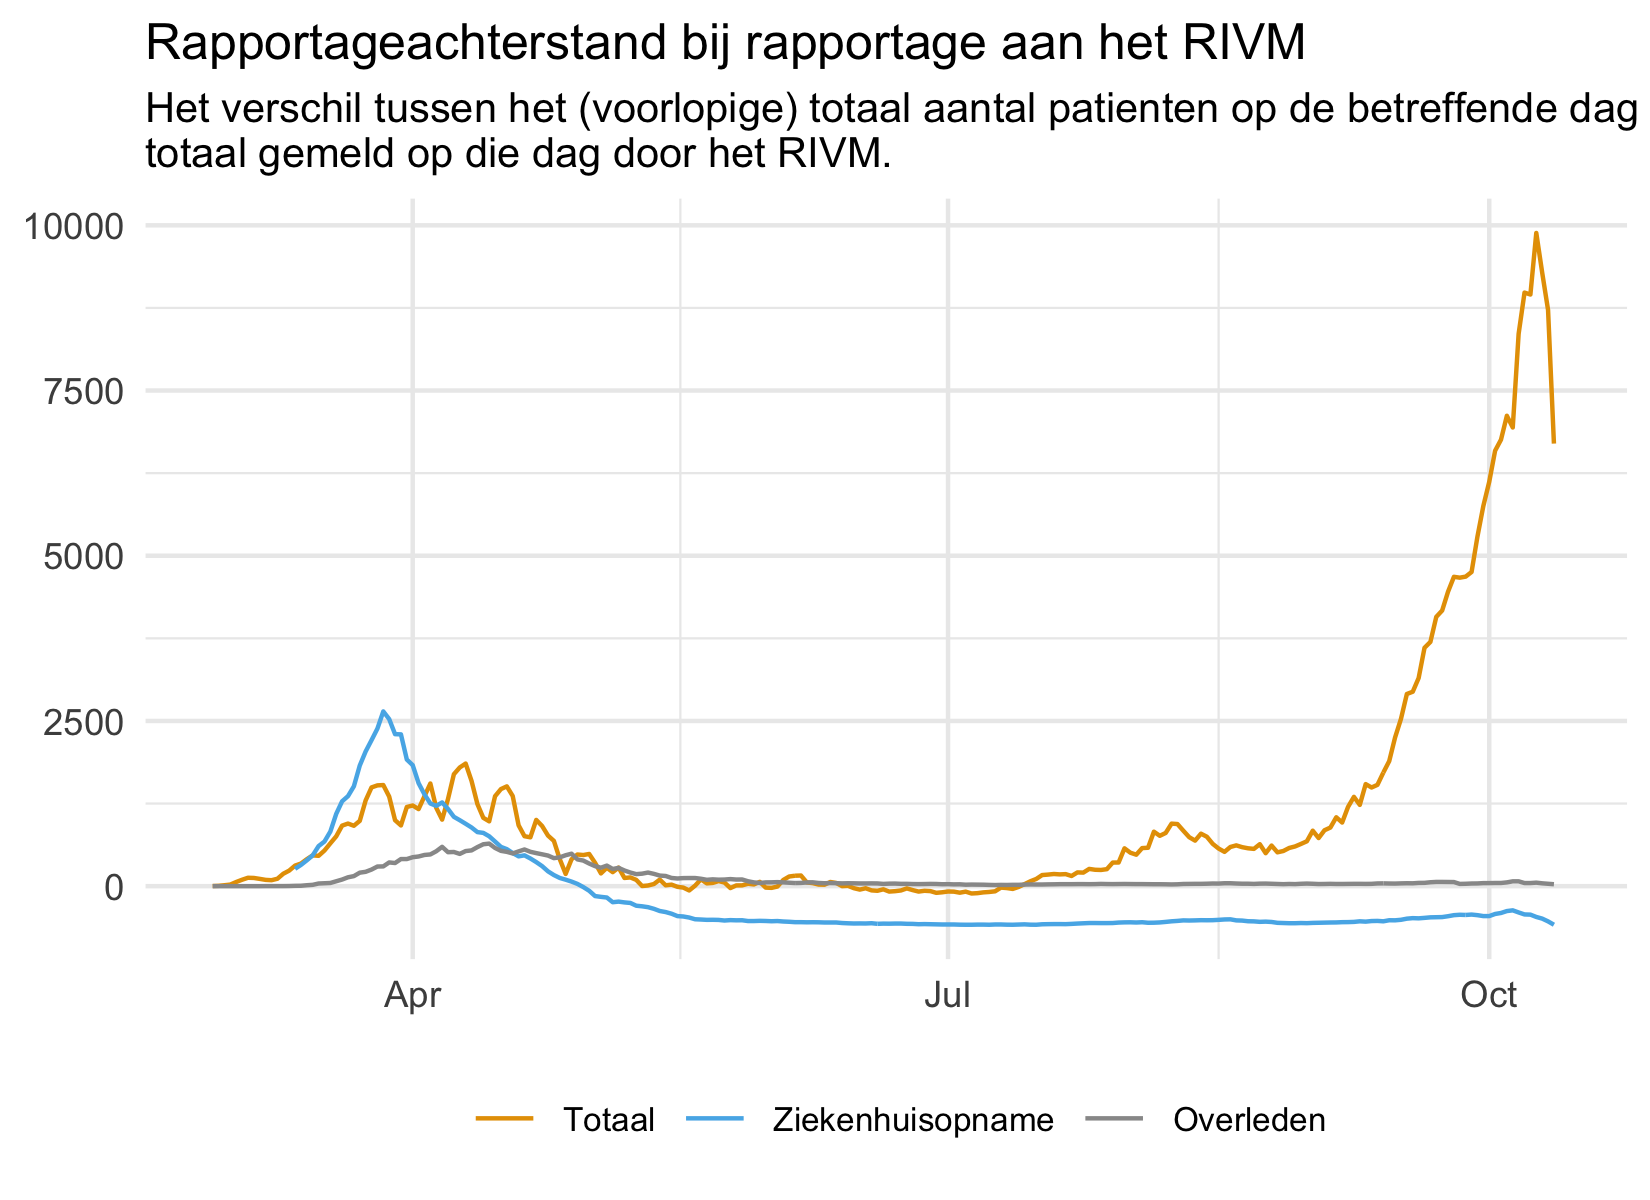 Rapportageachterstand bij rapportage aan het RIVM
Het verschil tussen het (voorlopige) totaal aantal patienten op de betreffende dag
totaal gemeld op die dag door het RIVM.
10000
7500
5000
2500
0
Apr Jul Oct
Totaal Ziekenhuisopname Overleden